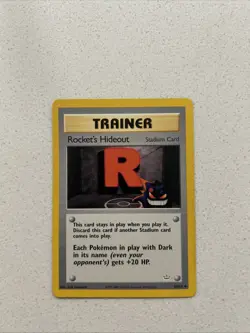 TRAINER
Rocket's Hideout Stadium Card
R
This card stays in play when you play it.
Discard this card if another Stadium card
comes into play.
Each Pokémon in play with Dark
in its name (even your
opponent's) gets +20 HP.